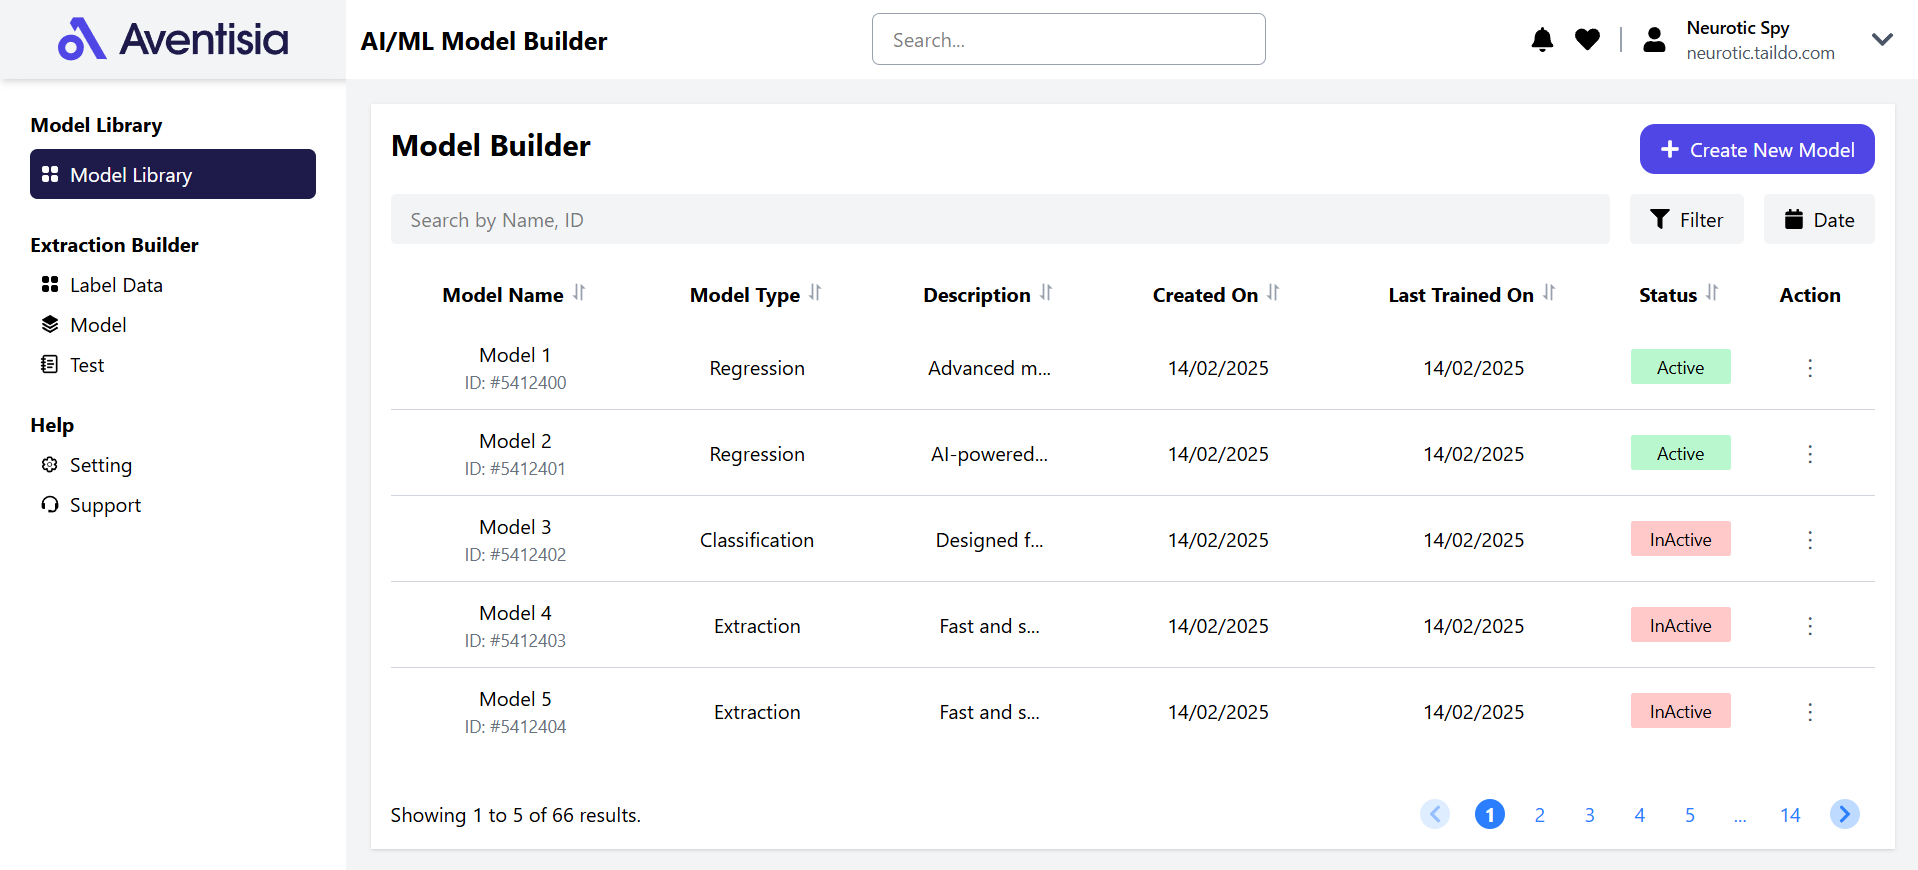 Aventisia
AI/ML Model Builder
Search...
Neurotic Spy
neurotic.taildo.com
Model Library
Model Library
Extraction Builder
Label Data
Model
Test
Help
Setting
Support
Model Builder
Create New Model
Search by Name, ID
Filter
Date
Model Name Model Type Description Created On Last Trained On Status Action
Model 1
ID: #5412400
Regression Advanced m... 14/02/2025 14/02/2025 Active
Model 2
ID: #5412401
Regression AI-powered... 14/02/2025 14/02/2025 Active
Model 3
ID: #5412402
Classification Designed f... 14/02/2025 14/02/2025 InActive
Model 4
ID: #5412403
Extraction Fast and s... 14/02/2025 14/02/2025 InActive
Model 5
ID: #5412404
Extraction Fast and s... 14/02/2025 14/02/2025 InActive
Showing 1 to 5 of 66 results.
1 2 3 4 5 ... 14